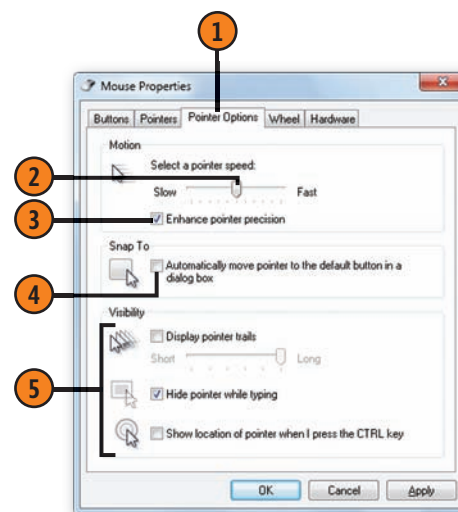 1
Mouse Properties
Buttons Pointers Pointer Options Wheel Hardware
Motion
Select a pointer speed:
2
Slow Fast
3
Enhance pointer precision
Snap To
Automatically move pointer to the default button in a
dialog box
4
Visibility
Display pointer trails
Short Long
5
Hide pointer while typing
Show location of pointer when I press the CTRL key
OK Cancel Apply